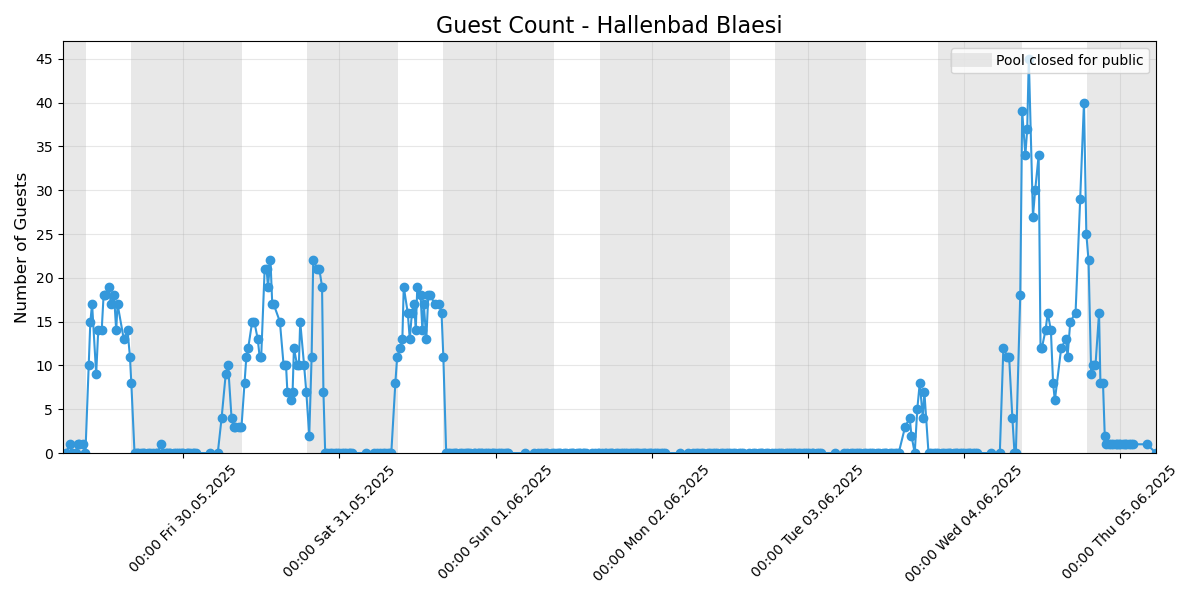 Guest Count - Hallenbad Blaesi
Pool closed for public
Number of Guests
45
40
35
30
25
20
15
10
5
0
00:00 Fri 30.05.2025
00:00 Sat 31.05.2025
00:00 Sun 01.06.2025
00:00 Mon 02.06.2025
00:00 Tue 03.06.2025
00:00 Wed 04.06.2025
00:00 Thu 05.06.2025